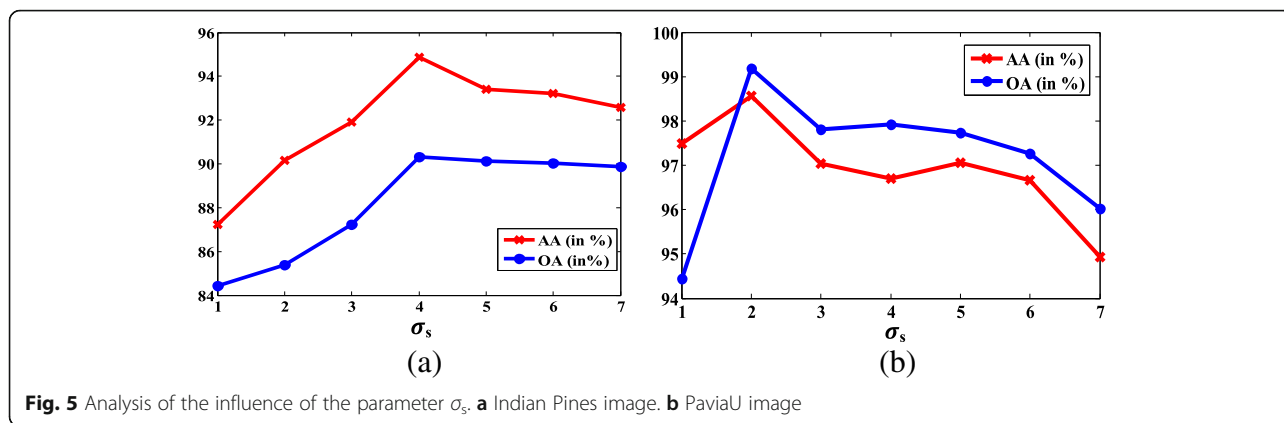 96
94
92
90
88
86
84
1 2 3 4 5 6 7
σs
AA (in %)
OA (in%)
(a)
100
99
98
97
96
95
94
1 2 3 4 5 6 7
σs
AA (in %)
OA (in %)
(b)
Fig. 5 Analysis of the influence of the parameter σs. a Indian Pines image. b PaviaU image